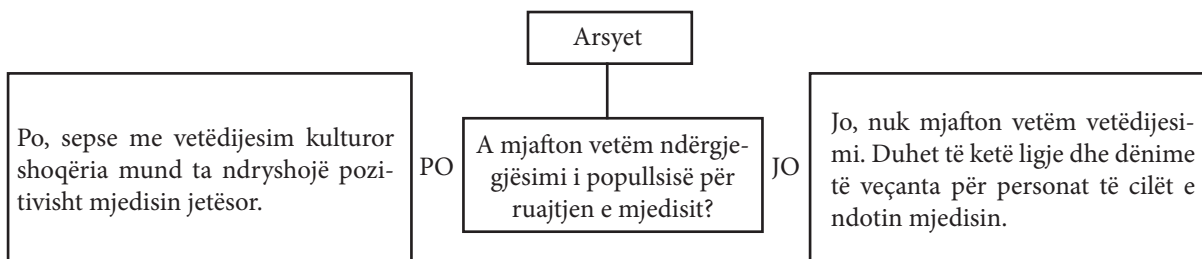 Arsyet
Po, sepse me vetëdijesim kulturor
shoqëria mund ta ndryshojë pozi-
tivisht mjedisin jetësor.
PO
A mjafton vetëm ndërgje-
gjësimi i popullsisë për
ruajtjen e mjedisit?
JO
Jo, nuk mjafton vetëm vetëdijesi-
mi. Duhet të ketë ligje dhe dënime
të veçanta për personat të cilët e
ndotin mjedisin.